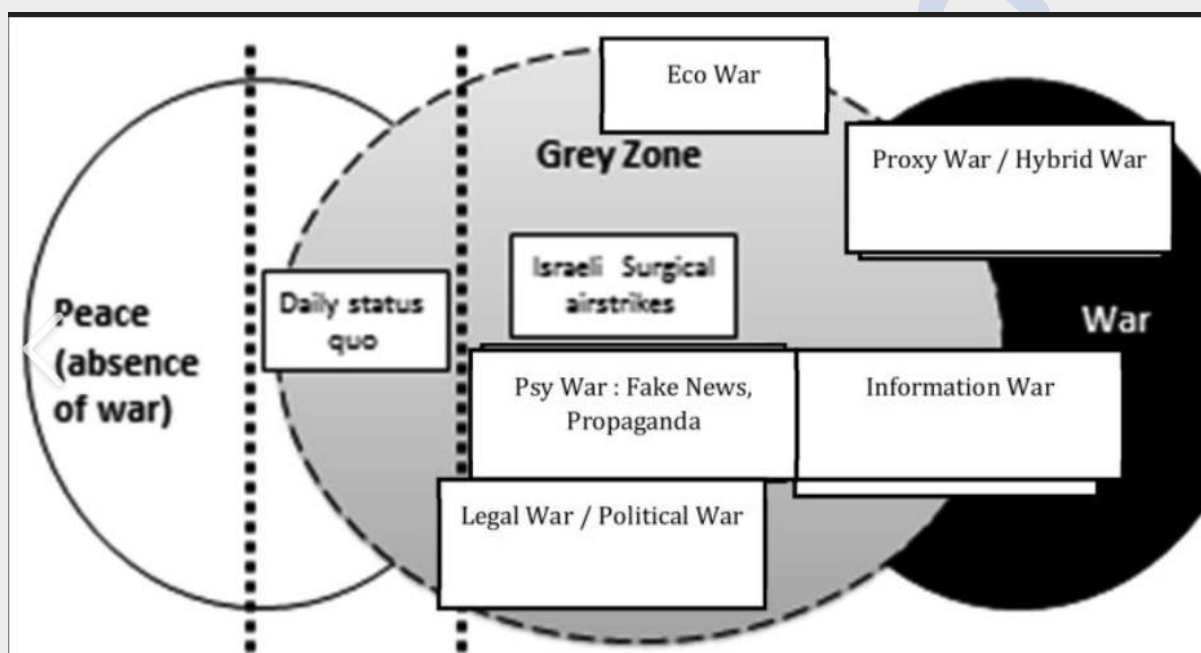 Eco War
Grey Zone
Proxy War / Hybrid War
Israeli Surgical
airstrikes
Daily status
quo
Peace
(absence
of war)
War
Psy War : Fake News,
Propaganda
Information War
Legal War / Political War